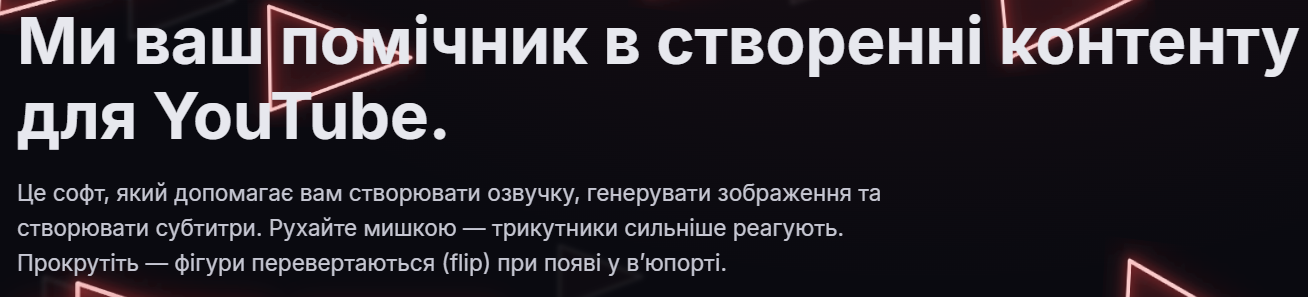 Ми ваш помічник в створенні контенту
для YouTube.
Це софт, який допомагає вам створювати озвучку, генерувати зображення та
створювати субтитри. Рухайте мишкою — трикутники сильніше реагують.
Прокрутіть — фігури перевертаються (flip) при появі у в’юпорті.